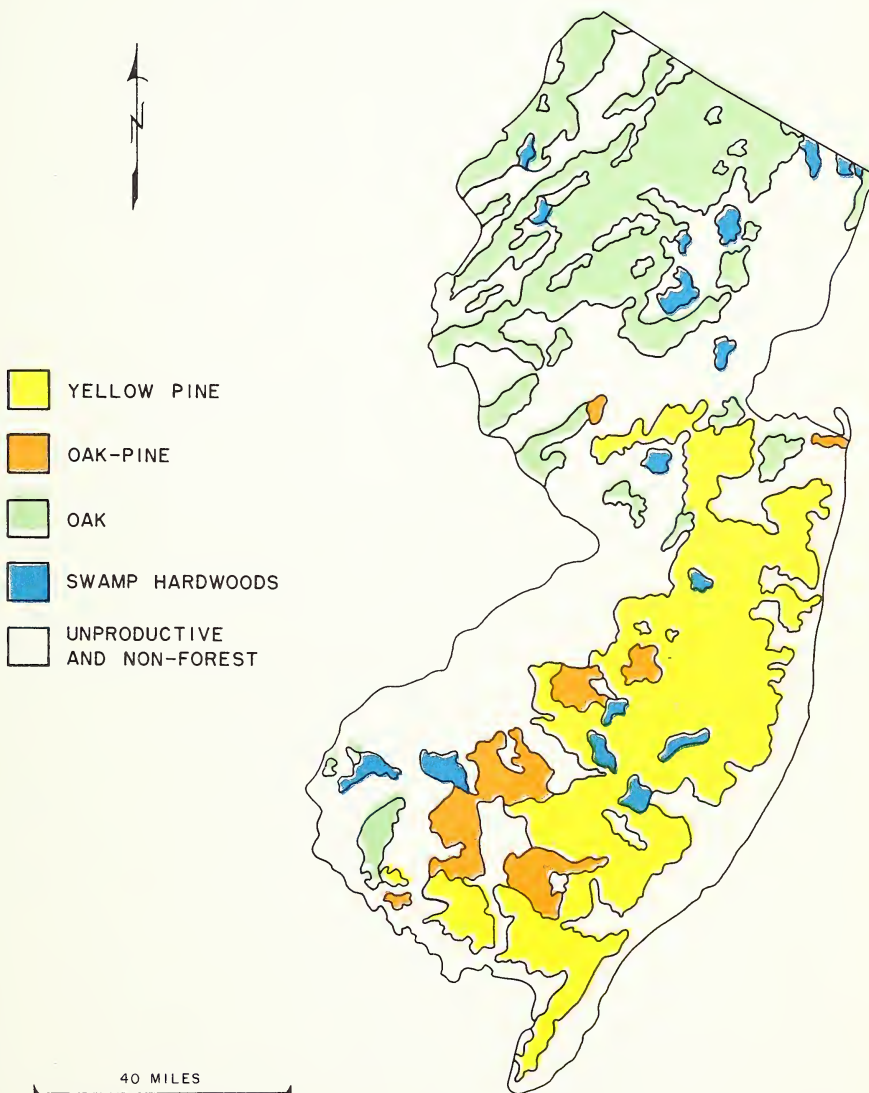 N
YELLOW PINE
OAK-PINE
OAK
SWAMP HARDWOODS
UNPRODUCTIVE
AND NON-FOREST
40 MILES